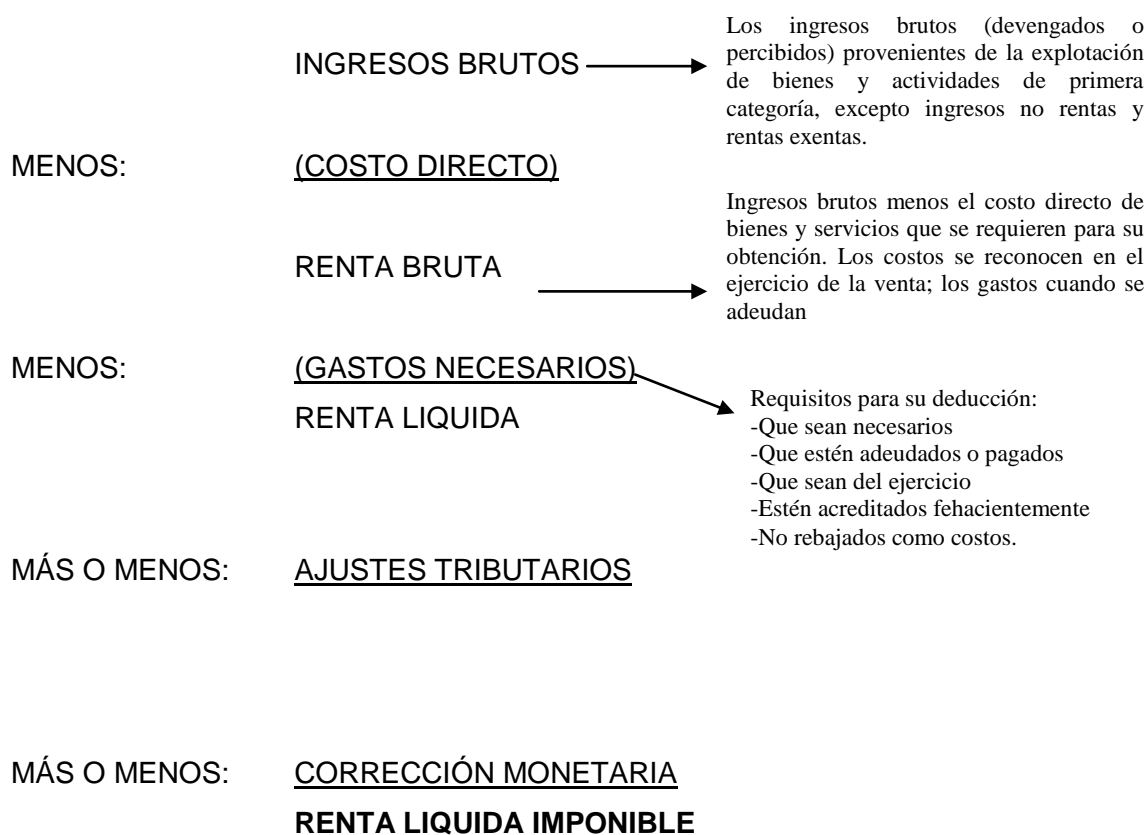 INGRESOS BRUTOS
Los ingresos brutos (devengados o
percibidos) provenientes de la explotación
de bienes y actividades de primera
categoría, excepto ingresos no rentas y
rentas exentas.
MENOS: (COSTO DIRECTO)
RENTA BRUTA
Ingresos brutos menos el costo directo de
bienes y servicios que se requieren para su
obtención. Los costos se reconocen en el
ejercicio de la venta; los gastos cuando se
adeudan
MENOS: (GASTOS NECESARIOS)
RENTA LIQUIDA
Requisitos para su deducción:
-Que sean necesarios
-Que estén adeudados o pagados
-Que sean del ejercicio
-Estén acreditados fehacientemente
-No rebajados como costos.
MÁS O MENOS: AJUSTES TRIBUTARIOS
MÁS O MENOS: CORRECCIÓN MONETARIA
RENTA LIQUIDA IMPONIBLE